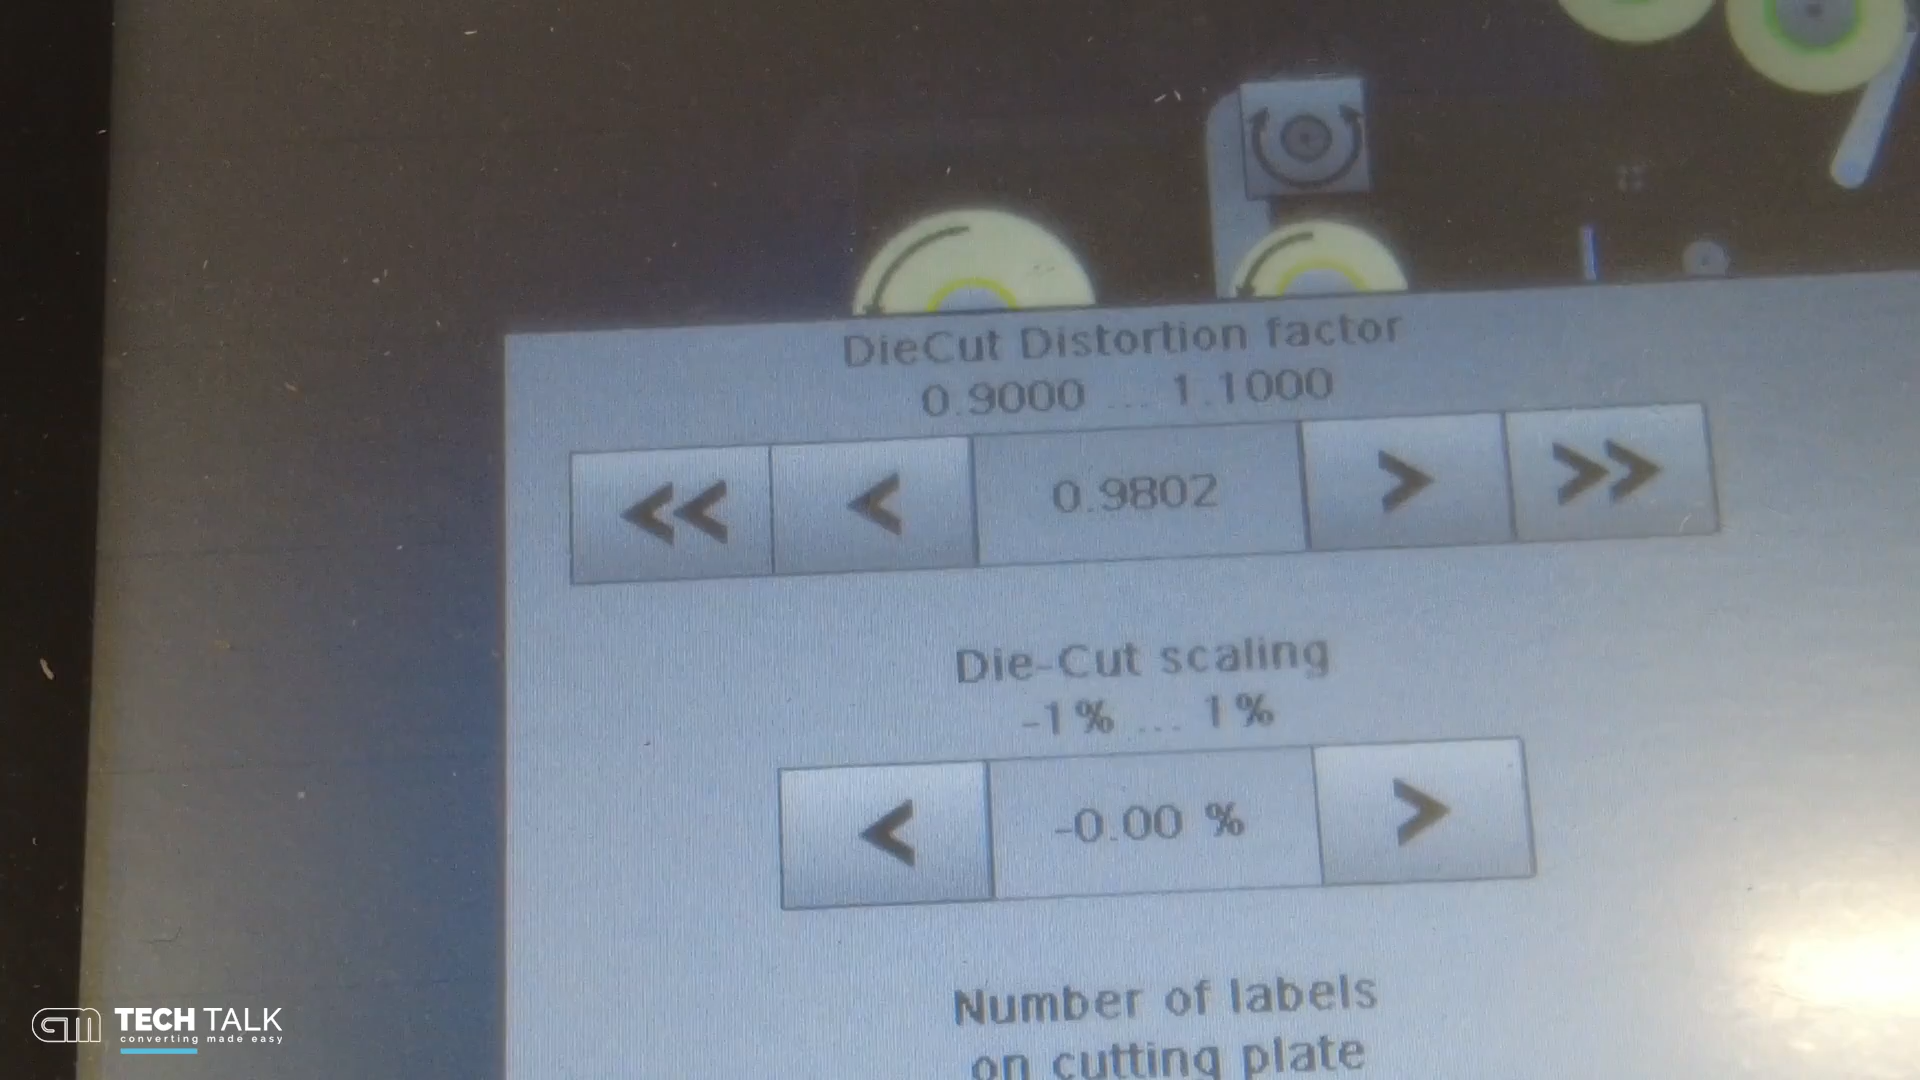 DieCut Distortion factor
0.9000 ... 1.1000
<< < 0.9802 > >>
Die-Cut scaling
-1% ... 1%
< -0.00 % >
Number of labels
on cutting plate
GM TECH TALK
converting made easy